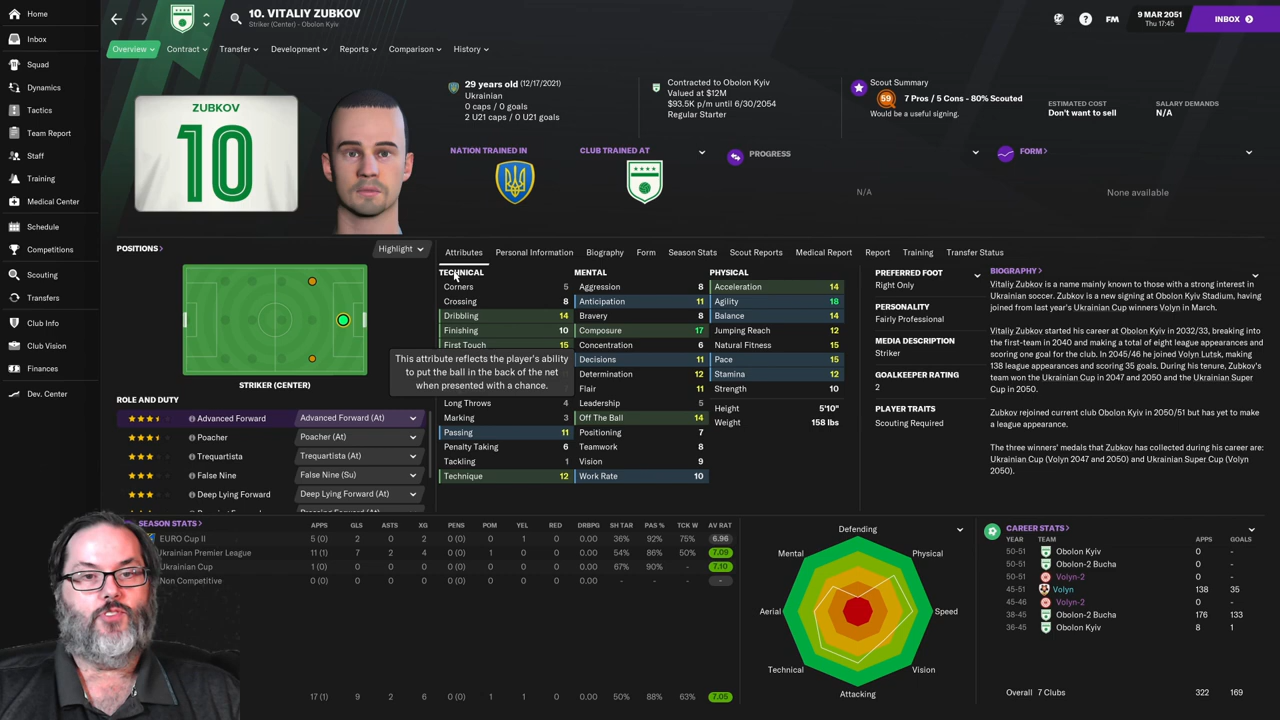 Home
Inbox
Squad
Dynamics
Tactics
Team Report
Staff
Training
Medical Center
Schedule
Competitions
Scouting
Transfers
Club Info
Club Vision
Finances
Dev. Center
10. VITALIY ZUBKOV
Striker (Center) - Obolon Kyiv
FM
9 MAR 2051
Thu 17:45
INBOX
Overview
Contract
Transfer
Development
Reports
Comparison
History
ZUBKOV
10
29 years old (12/17/2021)
Ukrainian
0 caps / 0 goals
2 U21 caps / 0 U21 goals
Contracted to Obolon Kyiv
Valued at $12M
$93.5K p/m until 6/30/2054
Regular Starter
Scout Summary
59
7 Pros / 5 Cons - 80% Scouted
Would be a useful signing.
ESTIMATED COST
Don't want to sell
SALARY DEMANDS
N/A
NATION TRAINED IN
CLUB TRAINED AT
PROGRESS
N/A
FORM >
None available
POSITIONS >
Highlight
STRIKER (CENTER)
ROLE AND DUTY
Advanced Forward Advanced Forward (At)
Poacher Poacher (At)
Trequartista Trequartista (At)
False Nine False Nine (Su)
Deep Lying Forward Deep Lying Forward (At)
Attributes
Personal Information
Biography
Form
Season Stats
Scout Reports
Medical Report
Report
Training
Transfer Status
TECHNICAL
Corners 5
Crossing 8
Dribbling 14
Finishing 10
First Touch 15
This attribute reflects the player's ability
to put the ball in the back of the net
when presented with a chance.
Long Throws 4
Marking 3
Passing 11
Penalty Taking 6
Tackling 1
Technique 12
MENTAL
Aggression 8
Anticipation 11
Bravery 8
Composure 17
Concentration 6
Decisions 11
Determination 12
Flair 11
Leadership 5
Off The Ball 14
Positioning 7
Teamwork 8
Vision 9
Work Rate 10
PHYSICAL
Acceleration 14
Agility 18
Balance 14
Jumping Reach 12
Natural Fitness 15
Pace 15
Stamina 12
Strength 10
Height 5'10"
Weight 158 lbs
PREFERRED FOOT
Right Only
PERSONALITY
Fairly Professional
MEDIA DESCRIPTION
Striker
GOALKEEPER RATING
2
PLAYER TRAITS
Scouting Required
BIOGRAPHY >
Vitaliy Zubkov is a name mainly known to those with a strong interest in
Ukrainian soccer. Zubkov is a new signing at Obolon Kyiv Stadium, having
joined from last year's Ukrainian Cup winners Volyn in March.
Vitaliy Zubkov started his career at Obolon Kyiv in 2032/33, breaking into
the first-team in 2040 and making a total of eight league appearances and
scoring one goal for the club. In 2045/46 he joined Volyn Lutsk, making
138 league appearances and scoring 35 goals. During his tenure, Zubkov's
team won the Ukrainian Cup in 2047 and 2050 and the Ukrainian Super
Cup in 2050.
Zubkov rejoined current club Obolon Kyiv in 2050/51 but has yet to make
a league appearance.
The three winners' medals that Zubkov has collected during his career are:
Ukrainian Cup (Volyn 2047 and 2050) and Ukrainian Super Cup (Volyn
2050).
SEASON STATS > APPS GLS ASTS XG PENS POM YEL RED DRBPG SH TAR PAS % TCK W AV RAT
EURO Cup II 5 (0) 2 0 2 0 (0) 0 1 0 0.00 36% 92% 75% 6.96
Ukrainian Premier League 11 (1) 7 2 4 0 (0) 1 0 0 0.00 54% 86% 50% 7.09
Ukrainian Cup 1 (0) 0 0 0 0 (0) 0 0 0 0.00 67% 90% - 7.10
Non Competitive 0 (0) 0 0 0 0 (0) 0 0 0 0.00 - - - -
17 (1) 9 2 6 0 (0) 1 1 0 0.00 50% 88% 63% 7.05
Defending
Physical
Speed
Vision
Attacking
Technical
Aerial
Mental
CAREER STATS >
YEAR TEAM APPS GOALS
50-51 Obolon Kyiv 0 -
50-51 Obolon-2 Bucha 0 -
50-51 Volyn-2 0 -
45-51 Volyn 138 35
45-46 Volyn-2 0 -
38-45 Obolon-2 Bucha 176 133
36-45 Obolon Kyiv 8 1
Overall 7 Clubs 322 169